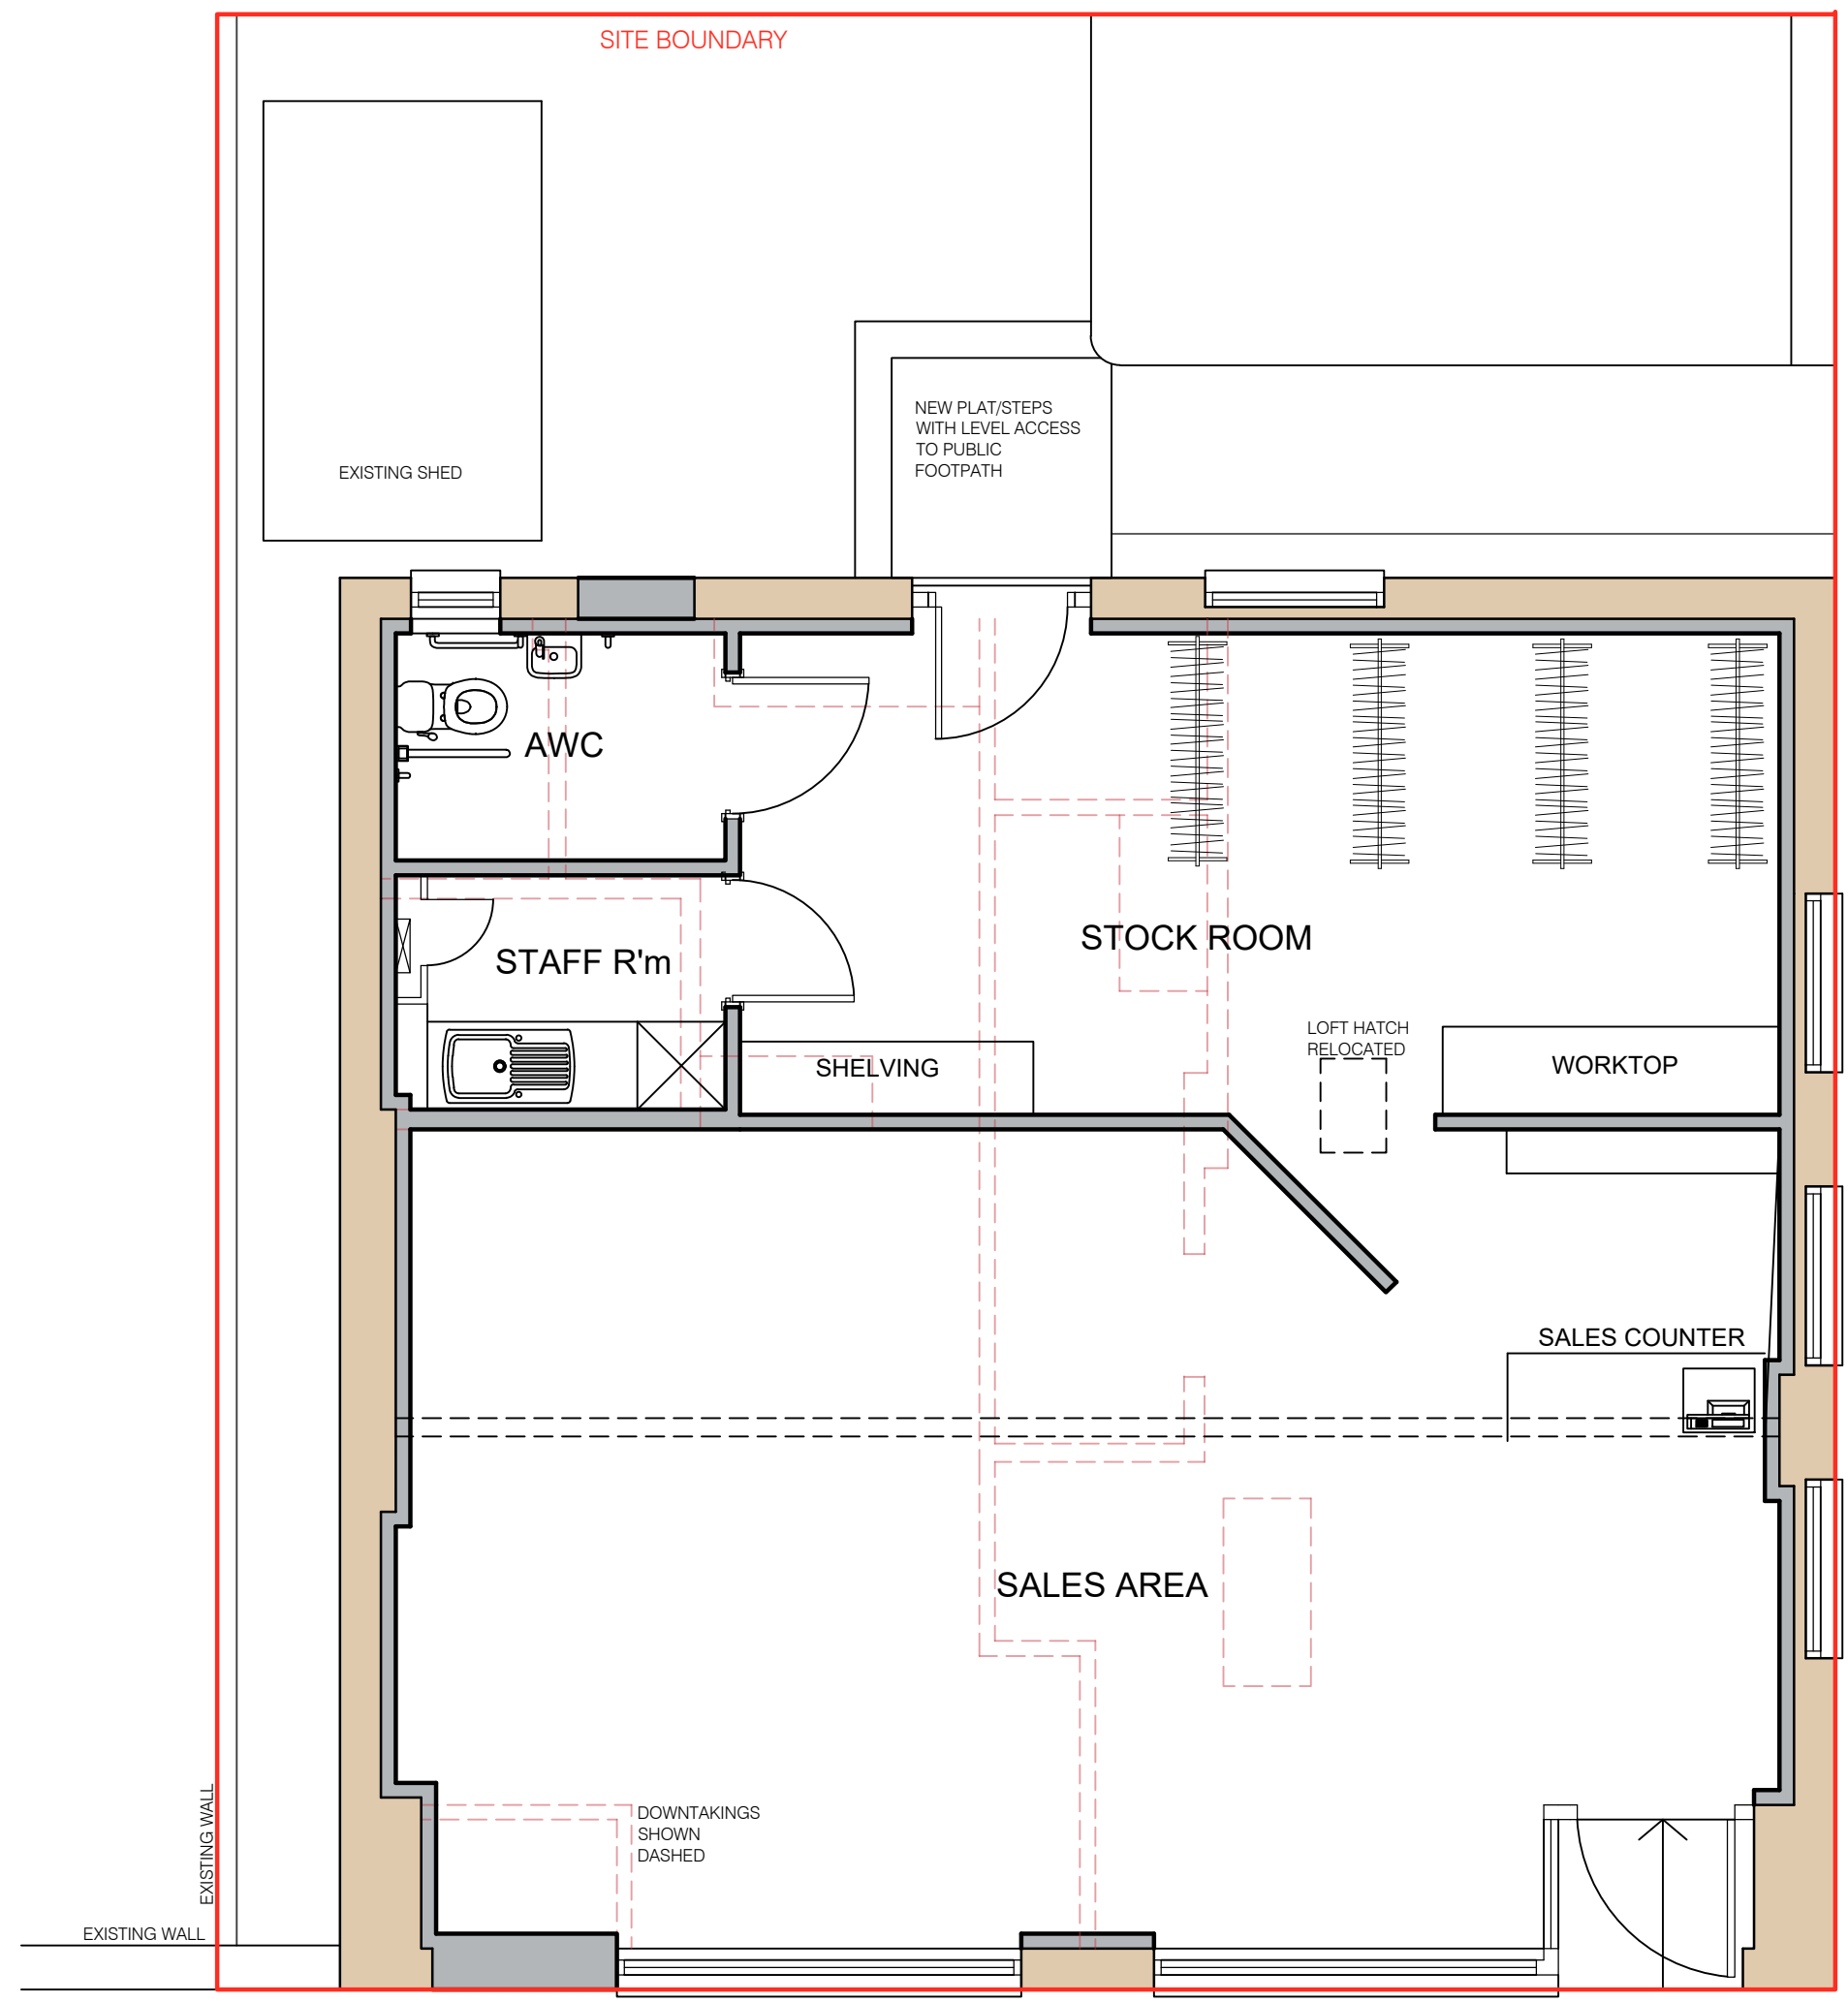 SITE BOUNDARY
NEW PLAT/STEPS
WITH LEVEL ACCESS
TO PUBLIC
FOOTPATH
EXISTING SHED
AWC
STOCK ROOM
STAFF R'm
LOFT HATCH
RELOCATED
SHELVING
WORKTOP
SALES COUNTER
SALES AREA
DOWNTAKINGS
SHOWN
DASHED
EXISTING WALL
EXISTING WALL